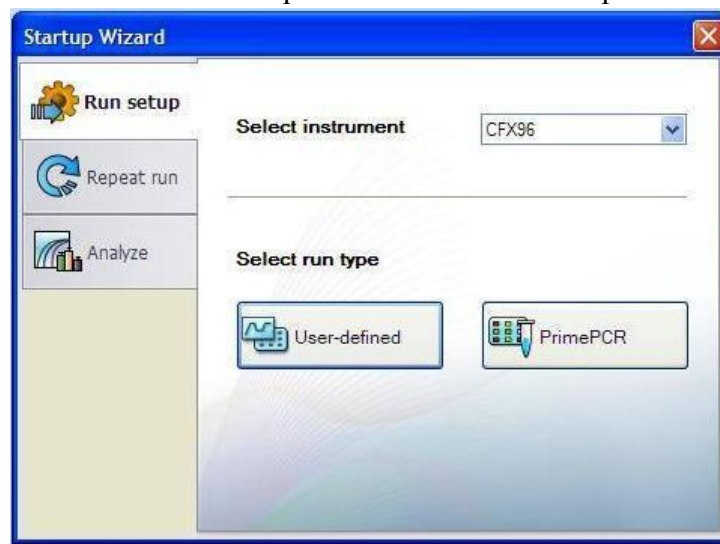 Startup Wizard
Run setup
Repeat run
Analyze
Select instrument CFX96
Select run type
User-defined PrimePCR